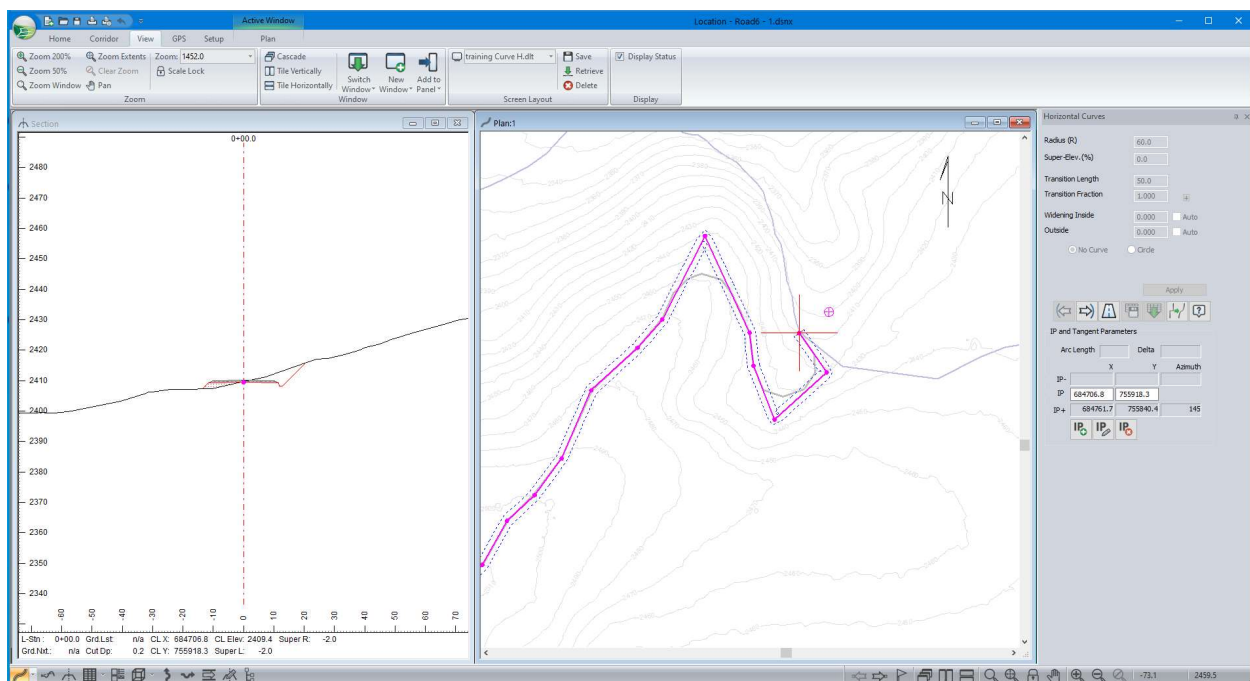 Active Window
Location - Road6 - 1.dsnx
Home Corridor View GPS Setup Plan
Zoom 200% Zoom Extents Zoom: 1452.0
Zoom 50% Clear Zoom Scale Lock
Zoom Window Pan
Zoom
Cascade
Tile Vertically
Tile Horizontally
Switch Window
New Window
Add to Panel
Window
training Curve H.dlt
Save
Retrieve
Delete
Screen Layout
Display Status
Display
Section
0+00.0
2480
2470
2460
2450
2440
2430
2420
2410
2400
2390
2380
2370
2360
2350
2340
-60 -50 -40 -30 -20 -10 0 10 20 30 40 50 60 70
L-Stn : 0+00.0 Grd.Lst: n/a CL X: 684706.8 CL Elev: 2409.4 Super R: -2.0
Grd.Nxt.: n/a Cut Dp: 0.2 CL Y: 755918.3 Super L: -2.0
Plan:1
N
Horizontal Curves
Radius (R) 60.0
Super-Elev.(%) 0.0
Transition Length 50.0
Transition Fraction 1.000
Widening Inside 0.000 Auto
Outside 0.000 Auto
No Curve Circle
Apply
IP and Tangent Parameters
Arc Length Delta
X Y Azimuth
IP-
IP 684706.8 755918.3
IP+ 684761.7 755840.4 145
IP IP IP
-73.1 2459.5